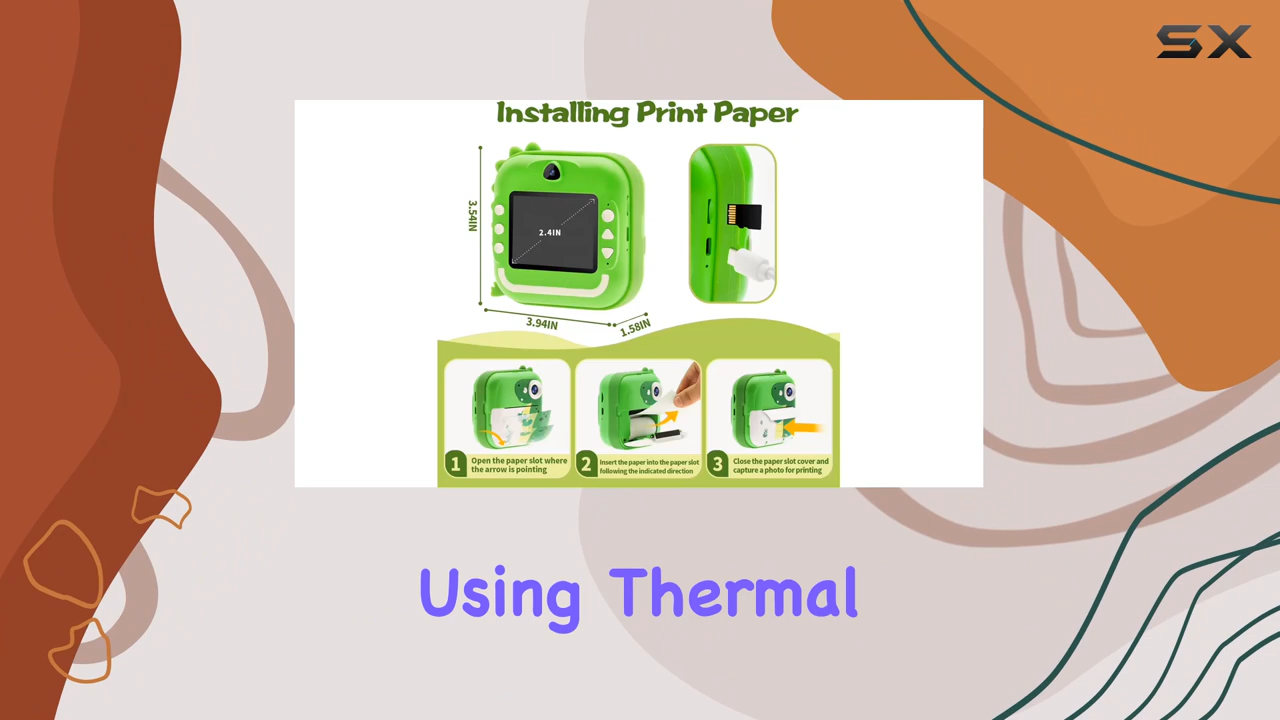 SX
Installing Print Paper
3.54IN
2.4IN
3.94IN
1.58IN
1 Open the paper slot where
the arrow is pointing
2 Insert the paper into the paper slot
following the indicated direction
3 Close the paper slot cover and
capture a photo for printing
Using Thermal